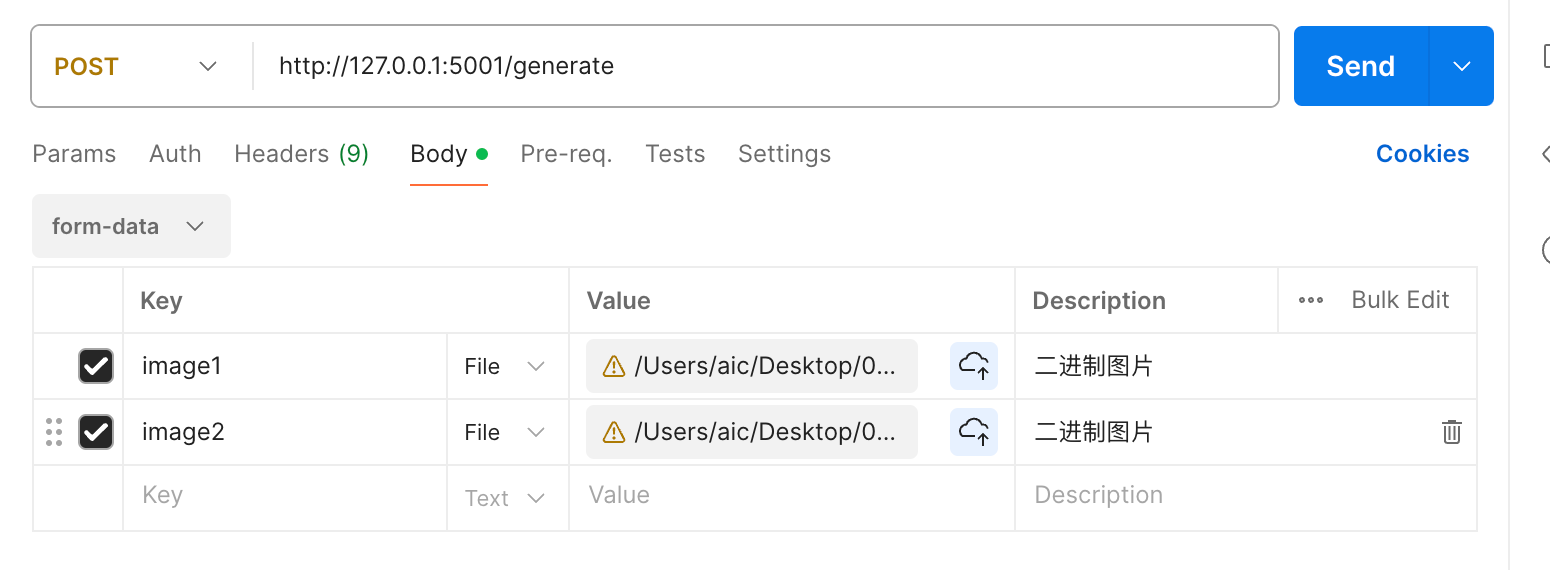 POST http://127.0.0.1:5001/generate Send
Params Auth Headers (9) Body Pre-req. Tests Settings Cookies
form-data
Key Value Description ••• Bulk Edit
image1 File /Users/aic/Desktop/0... 二进制图片
image2 File /Users/aic/Desktop/0... 二进制图片
Key Text Value Description